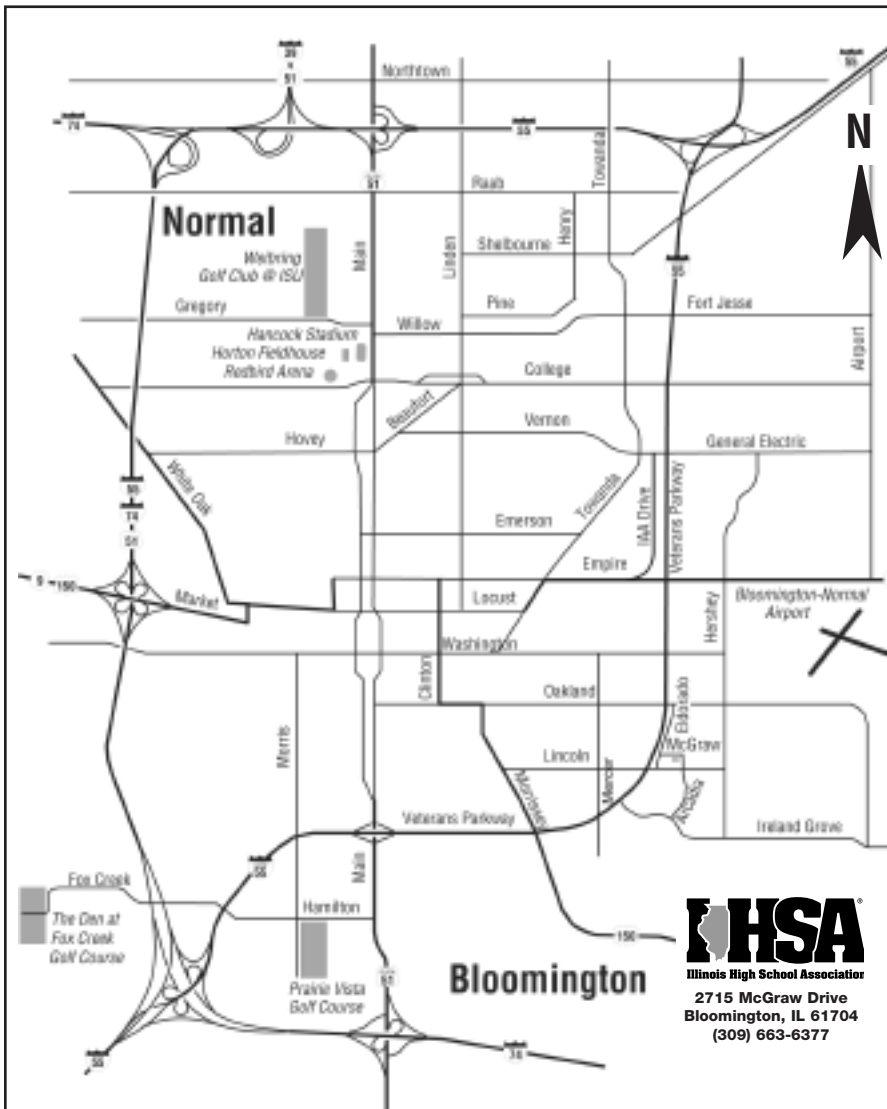 39
51
55
Northtown
74
55
N
Towanda
51
Raab
Normal
Henry
Main
Linden
Shelbourne
Weibring
Golf Club @ ISU
55
Gregory
Pine
Fort Jesse
Willow
Airport
Hancock Stadium
Horton Fieldhouse
Redbird Arena
College
Beaufort
Vernon
Hovey
General Electric
White Oak
Towanda
IAA Drive
Veterans Parkway
55
74
51
Emerson
Empire
9
150
Market
Locust
Bloomington-Normal
Airport
Hershey
Washington
Clinton
Oakland
Eldorado
Morris
McGraw
Lincoln
Morrissey
Mercer
Arcadia
Veterans Parkway
Ireland Grove
Main
55
Fox Creek
Hamilton
The Den at
Fox Creek
Golf Course
150
IHSA®
Illinois High School Association
Bloomington
51
Prairie Vista
Golf Course
2715 McGraw Drive
Bloomington, IL 61704
(309) 663-6377
55
74